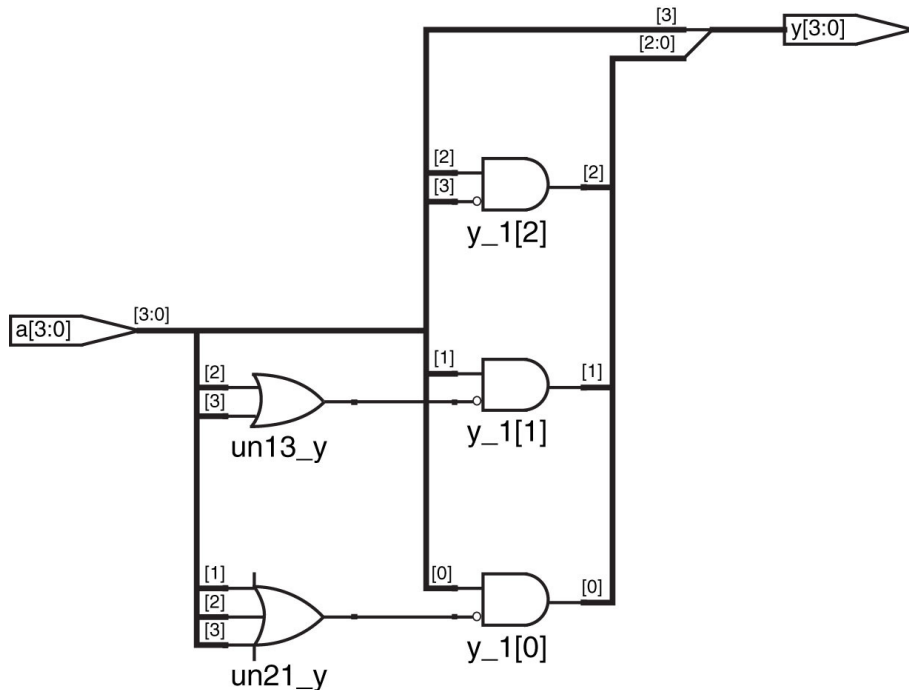 [3]
y[3:0]
[2:0]
[2]
[2]
[3]
y_1[2]
[3:0]
a[3:0]
[1]
[1]
[2]
[3]
un13_y
y_1[1]
[1]
[0]
[0]
[2]
[3]
un21_y
y_1[0]